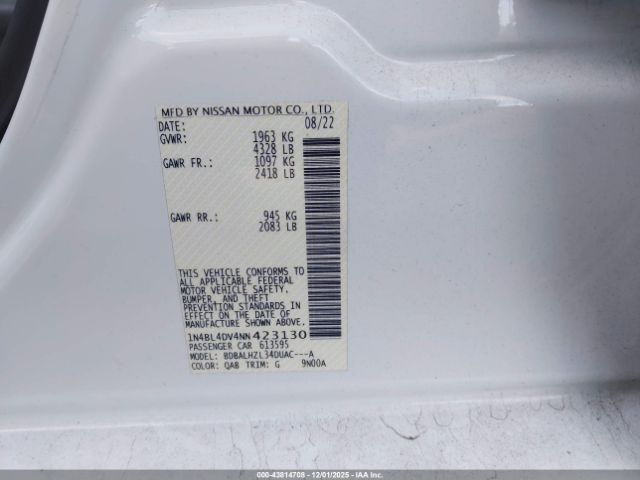 MFD BY NISSAN MOTOR CO., LTD.
DATE: 08/22
GVWR: 1963 KG
4328 LB
GAWR FR.: 1097 KG
2418 LB
GAWR RR.: 945 KG
2083 LB
THIS VEHICLE CONFORMS TO
ALL APPLICABLE FEDERAL
MOTOR VEHICLE SAFETY,
BUMPER, AND THEFT
PREVENTION STANDARDS IN
EFFECT ON THE DATE OF
MANUFACTURE SHOWN ABOVE.
1N4BL4DV4NN423130
PASSENGER CAR 613595
MODEL: BDBALHZL34DUAC---A
COLOR: QAB TRIM: G 9N00A
000-43814708 - 12/01/2025 - IAA Inc.